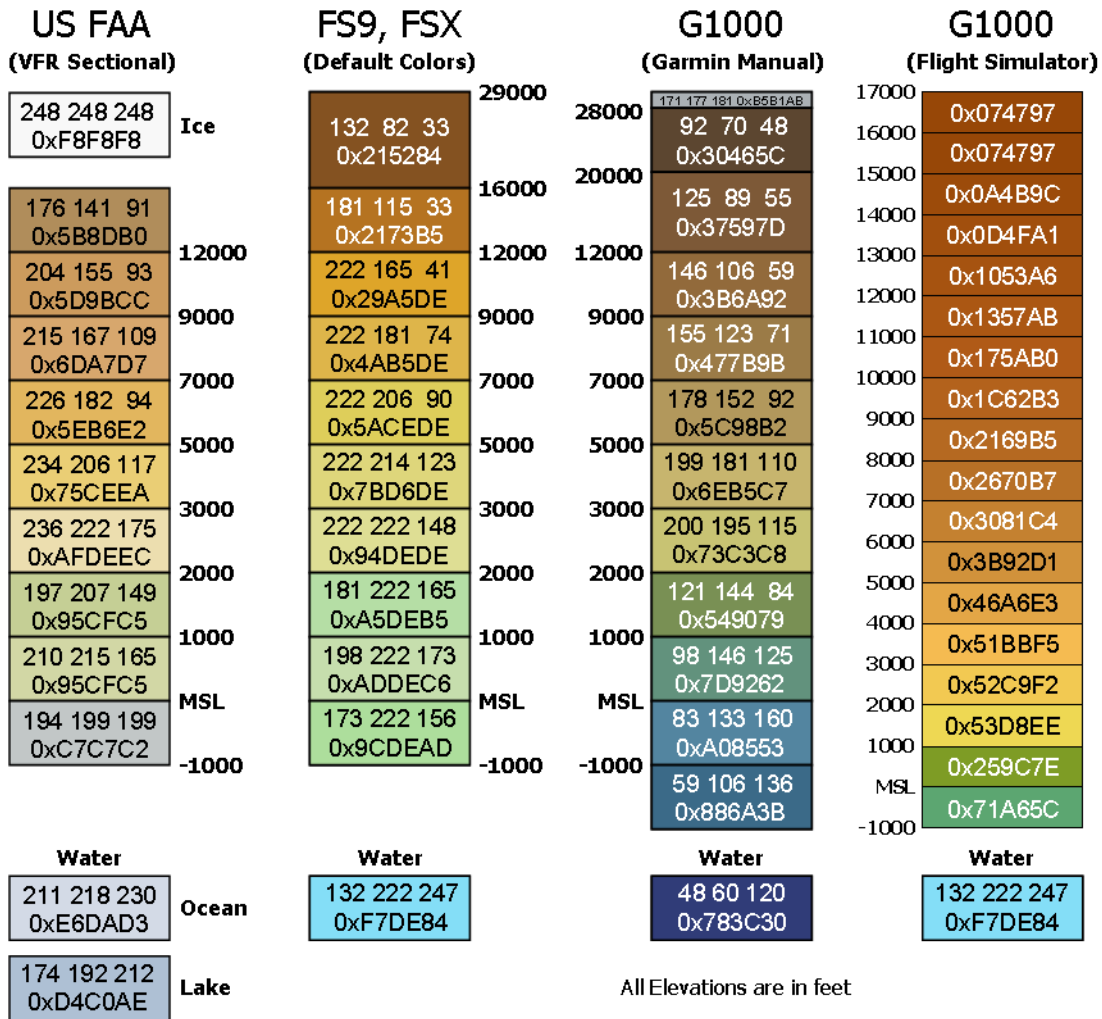 US FAA
(VFR Sectional)
248 248 248
0xF8F8F8
Ice
176 141 91
0x5B8DB0
12000
204 155 93
0x5D9BCC
9000
215 167 109
0x6DA7D7
7000
226 182 94
0x5EB6E2
5000
234 206 117
0x75CEEA
3000
236 222 175
0xAFDEEC
2000
197 207 149
0x95CFC5
1000
210 215 165
0x95CFC5
MSL
194 199 199
0xC7C7C2
-1000
Water
211 218 230
0xE6DAD3
Ocean
174 192 212
0xD4C0AE
Lake
FS9, FSX
(Default Colors)
29000
132 82 33
0x215284
16000
181 115 33
0x2173B5
12000
222 165 41
0x29A5DE
9000
222 181 74
0x4AB5DE
7000
222 206 90
0x5ACEDE
5000
222 214 123
0x7BD6DE
3000
222 222 148
0x94DEDE
2000
181 222 165
0xA5DEB5
1000
198 222 173
0xADDEC6
MSL
173 222 156
0x9CDEAD
-1000
Water
132 222 247
0xF7DE84
G1000
(Garmin Manual)
171 177 181 0xB5B1AB
28000
92 70 48
0x30465C
20000
125 89 55
0x37597D
12000
146 106 59
0x3B6A92
9000
155 123 71
0x477B9B
7000
178 152 92
0x5C98B2
5000
199 181 110
0x6EB5C7
3000
200 195 115
0x73C3C8
2000
121 144 84
0x549079
1000
98 146 125
0x7D9262
MSL
83 133 160
0xA08553
-1000
59 106 136
0x886A3B
Water
48 60 120
0x783C30
G1000
(Flight Simulator)
17000
0x074797
16000
0x074797
15000
0x0A4B9C
14000
0x0D4FA1
13000
0x1053A6
12000
0x1357AB
11000
0x175AB0
10000
0x1C62B3
9000
0x2169B5
8000
0x2670B7
7000
0x3081C4
6000
0x3B92D1
5000
0x46A6E3
4000
0x51BBF5
3000
0x52C9F2
2000
0x53D8EE
1000
0x259C7E
MSL
0x71A65C
-1000
Water
132 222 247
0xF7DE84
All Elevations are in feet